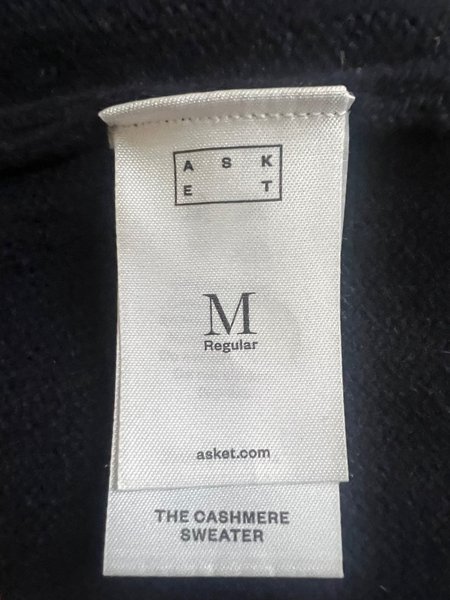 A S K
E T
M
Regular
asket.com
THE CASHMERE
SWEATER